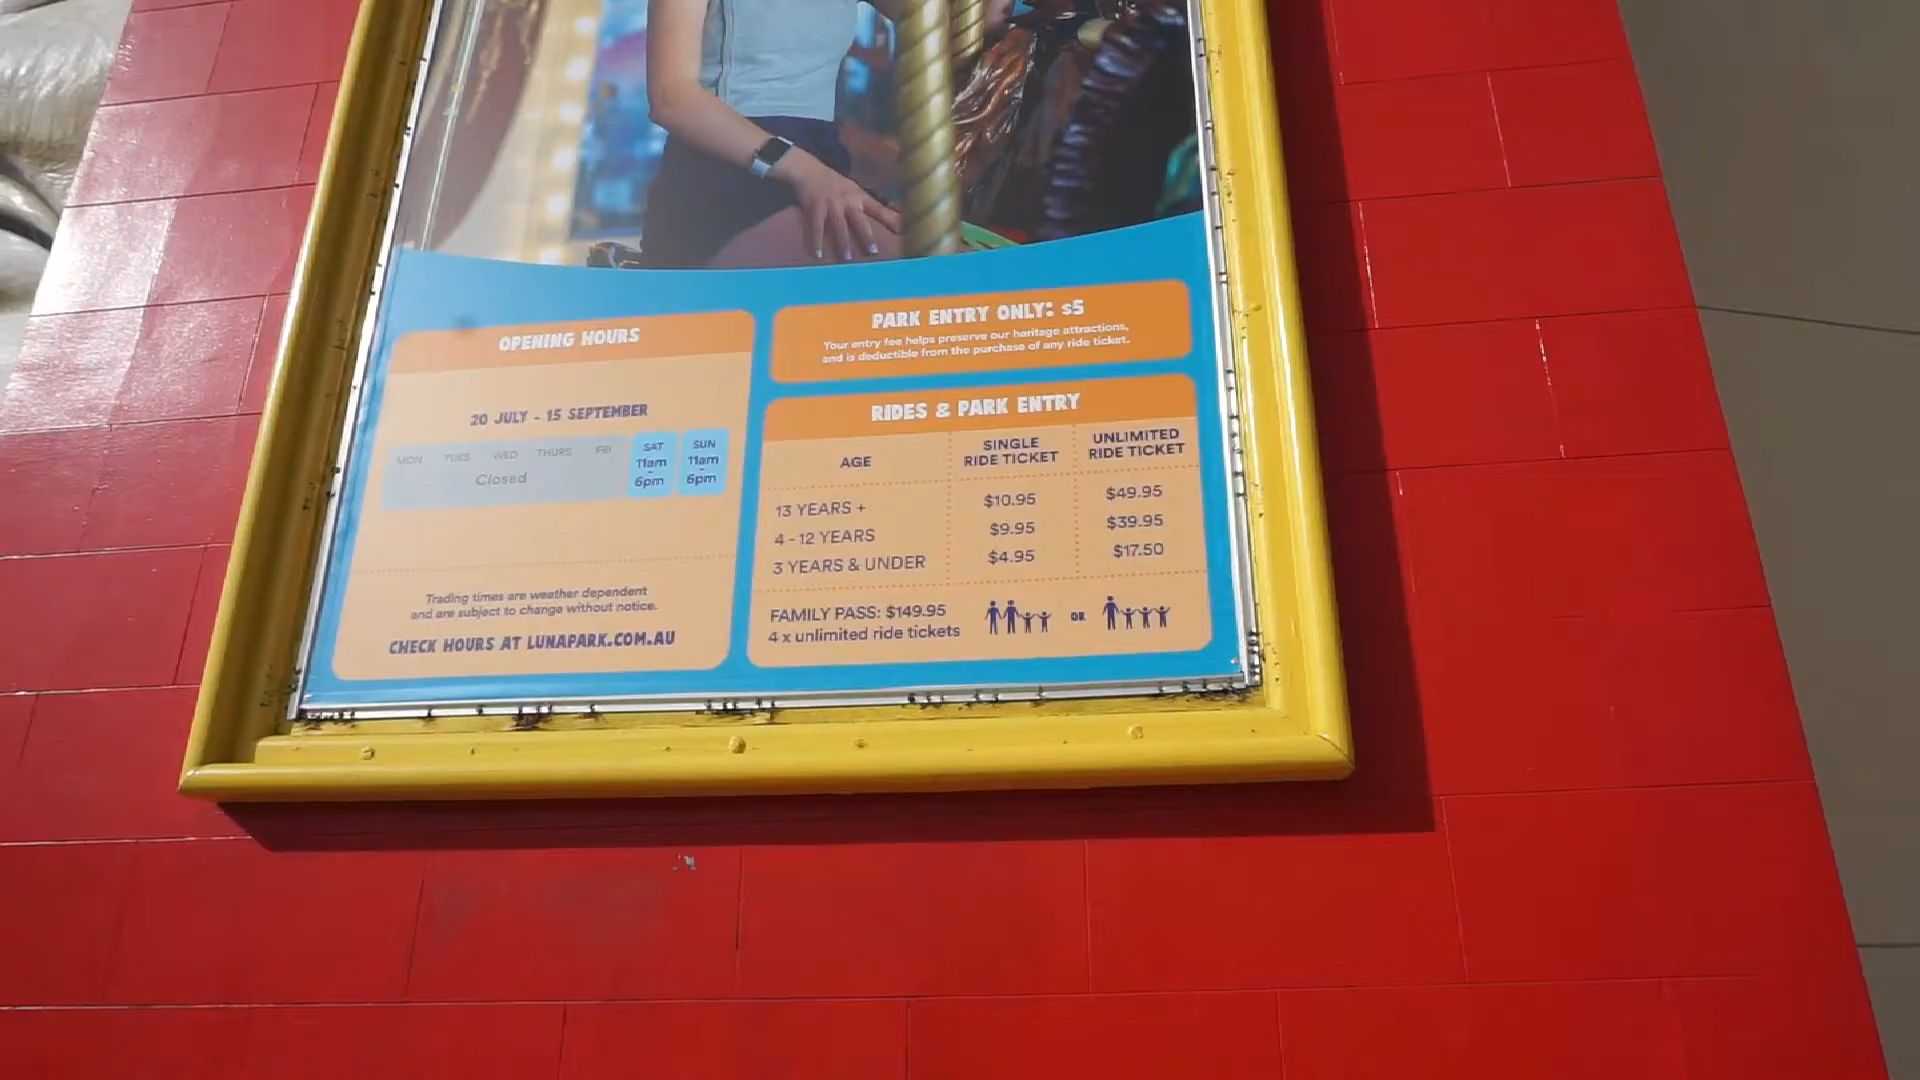 OPENING HOURS
20 JULY - 15 SEPTEMBER
MON TUES WED THURS FRI SAT SUN
Closed
11am - 6pm
11am - 6pm
Trading times are weather dependent
and are subject to change without notice.
CHECK HOURS AT LUNAPARK.COM.AU
PARK ENTRY ONLY: $5
Your entry fee helps preserve our heritage attractions,
and is deductible from the purchase of any ride ticket.
RIDES & PARK ENTRY
AGE
SINGLE
RIDE TICKET
UNLIMITED
RIDE TICKET
13 YEARS + $10.95 $49.95
4 - 12 YEARS $9.95 $39.95
3 YEARS & UNDER $4.95 $17.50
FAMILY PASS: $149.95
4 x unlimited ride tickets
OR